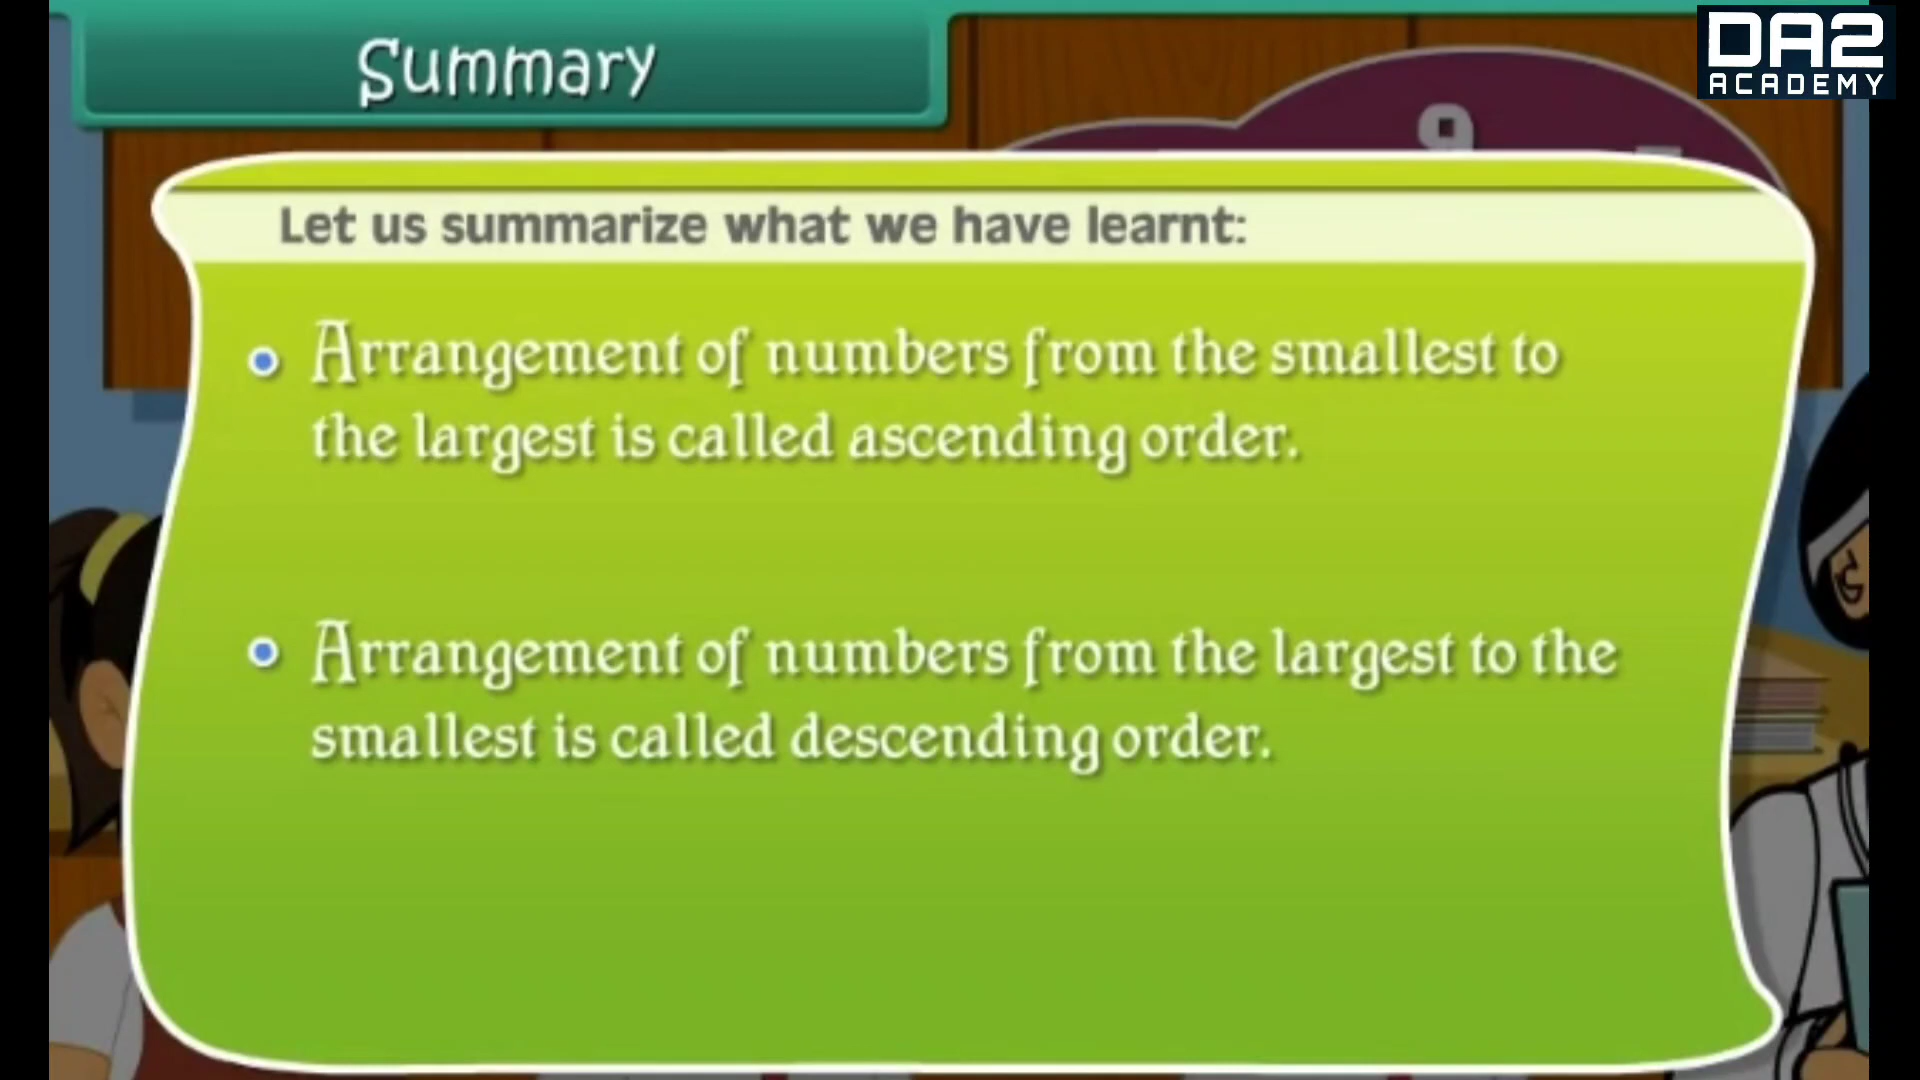 Summary
DA2
ACADEMY
9
Let us summarize what we have learnt:
Arrangement of numbers from the smallest to
the largest is called ascending order.
Arrangement of numbers from the largest to the
smallest is called descending order.